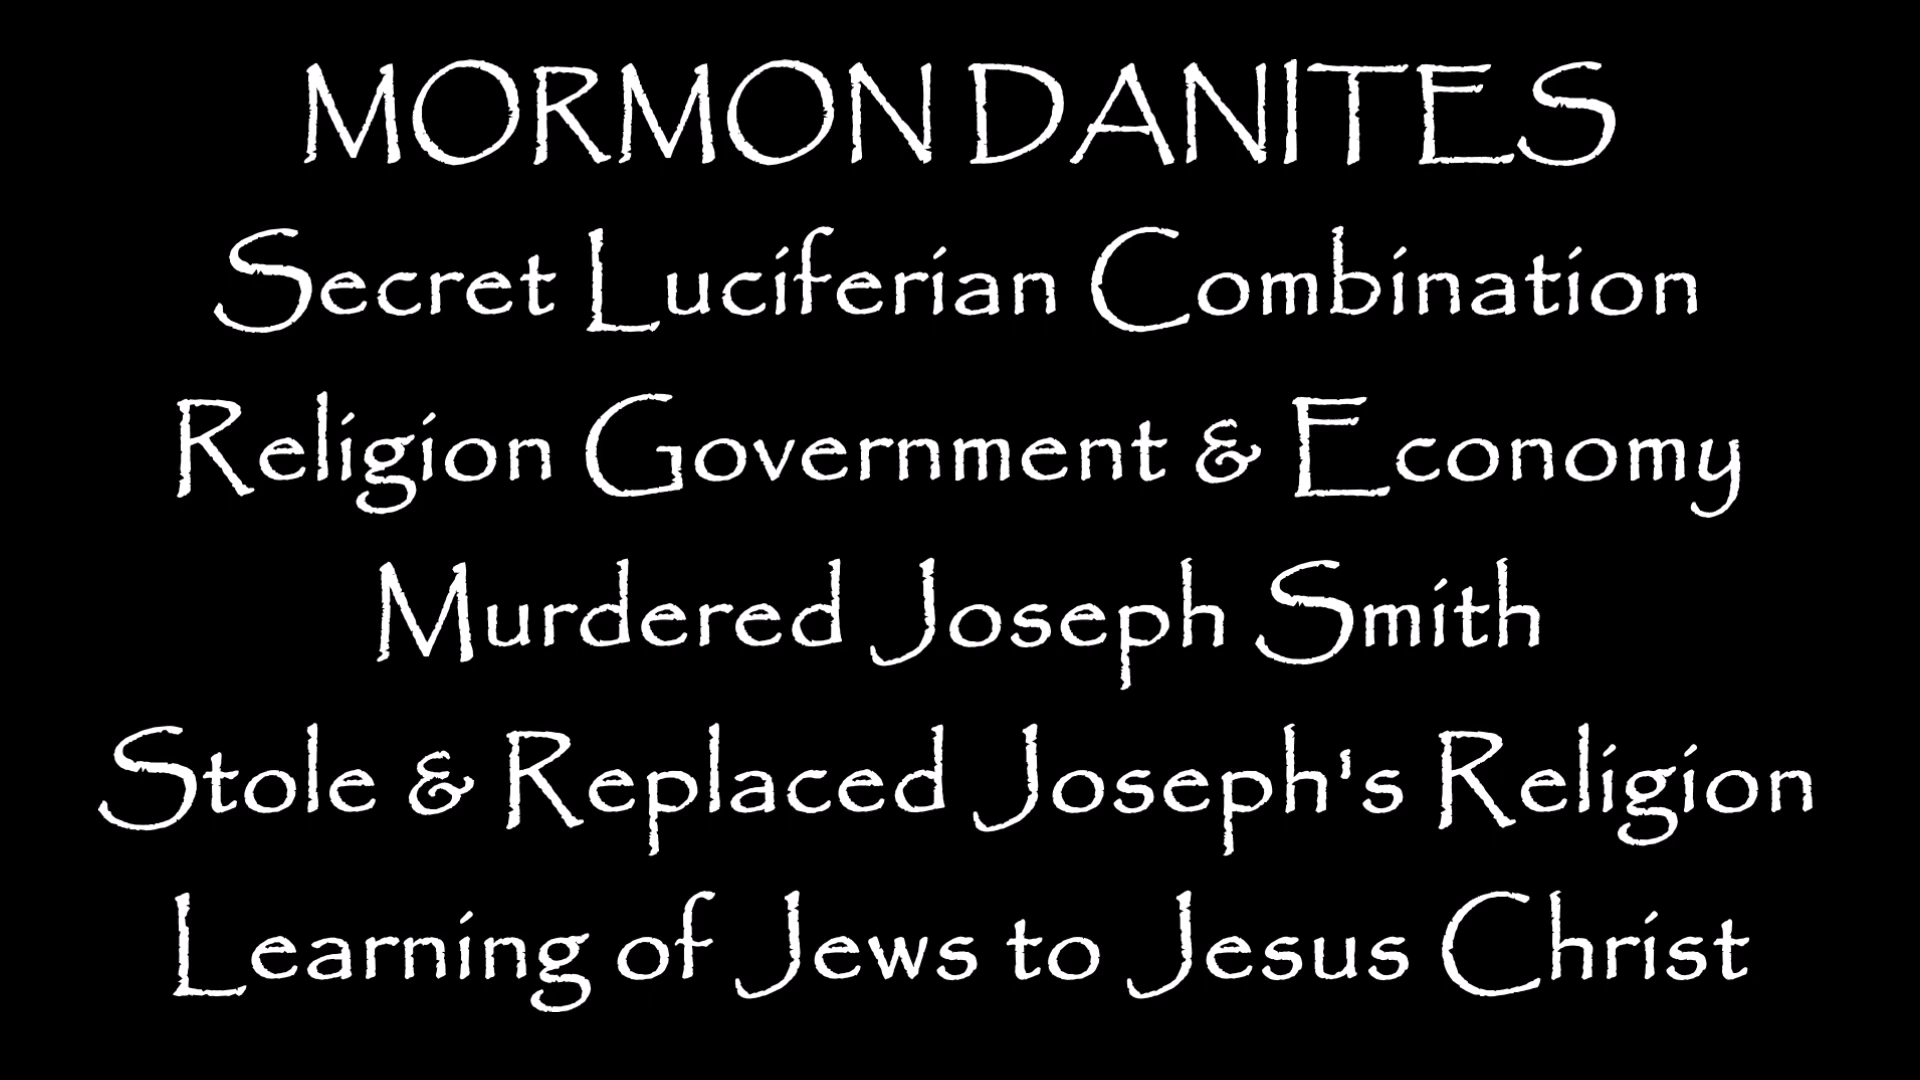 MORMON DANITES
Secret Luciferian Combination
Religion Government & Economy
Murdered Joseph Smith
Stole & Replaced Joseph's Religion
Learning of Jews to Jesus Christ